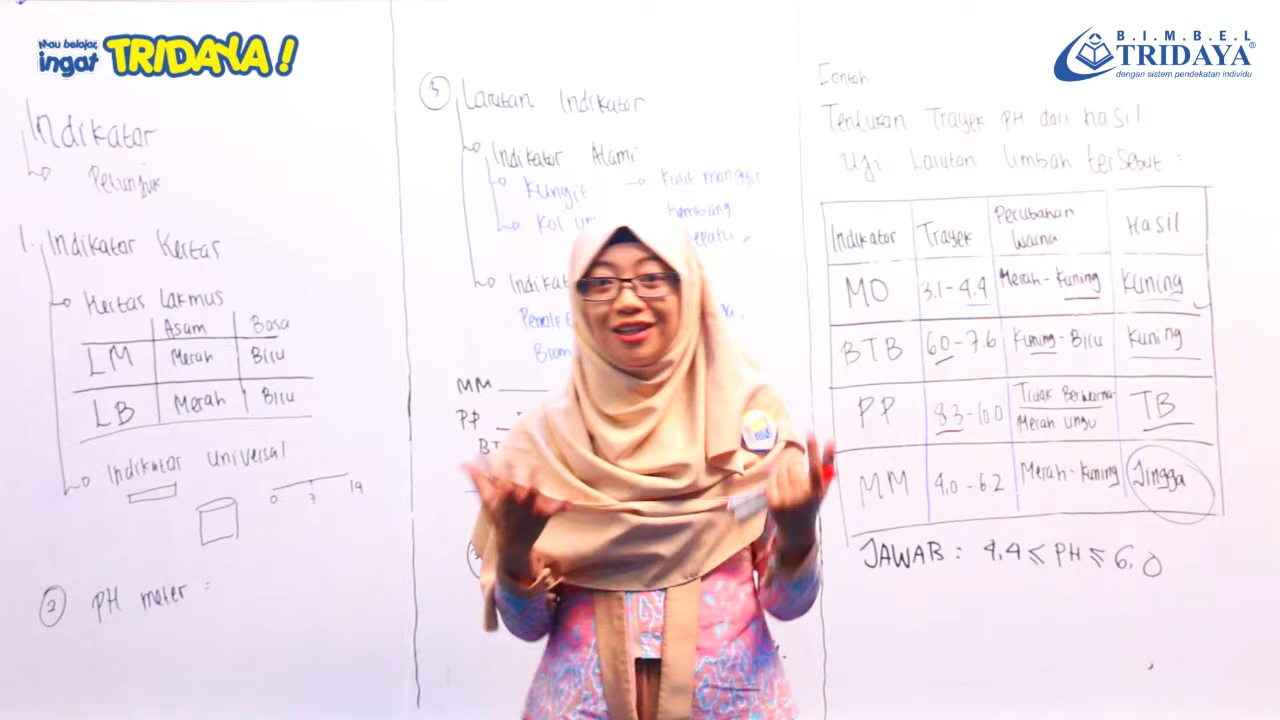 Mau belajar,
ingat TRIDAYA!
B.I.M.B.E.L
TRIDAYA®
dengan sistem pendekatan individu
Indikator
Petunjuk
1. Indikator Kertas
Kertas Lakmus
Asam Basa
LM Merah Biru
LB Merah Biru
Indikator Universal
0 7 14
2 pH meter :
3 Larutan Indikator
Indikator Alami
Kunyit → Kulit manggis
Kol Kembang
sepatu
MM
PP
BT
Contoh
Tentukan Trayek PH dari hasil
Uji Larutan limbah tersebut :
Indikator Trayek Perubahan Warna Hasil
MO 3.1 - 4.4 Merah - Kuning Kuning
BTB 6.0 - 7.6 Kuning - Biru Kuning
PP 8.3 - 10.0 Tidak Berwarna Merah Ungu TB
MM 4.0 - 6.2 Merah - Kuning Jingga
JAWAB : 4,4 ≤ PH ≤ 6,0